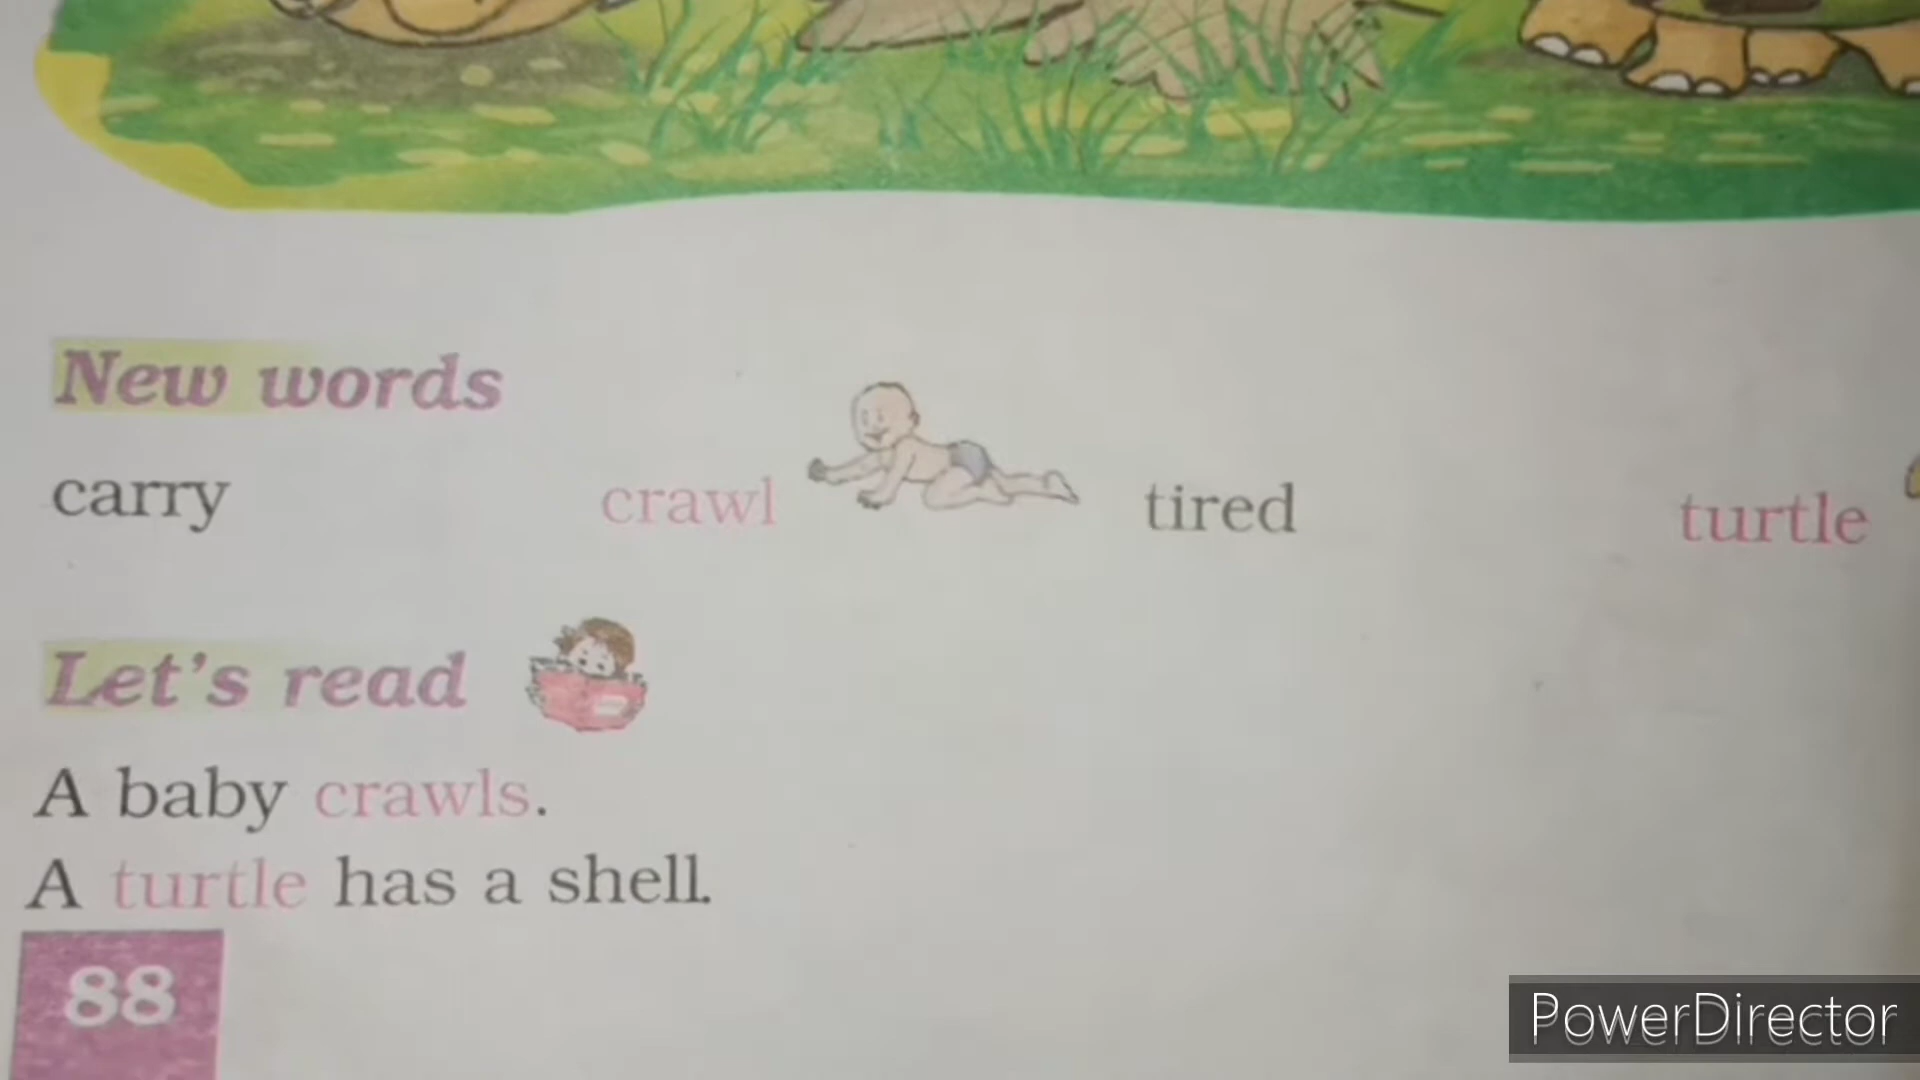 New words
carry crawl tired turtle
Let's read
A baby crawls.
A turtle has a shell.
88
PowerDirector